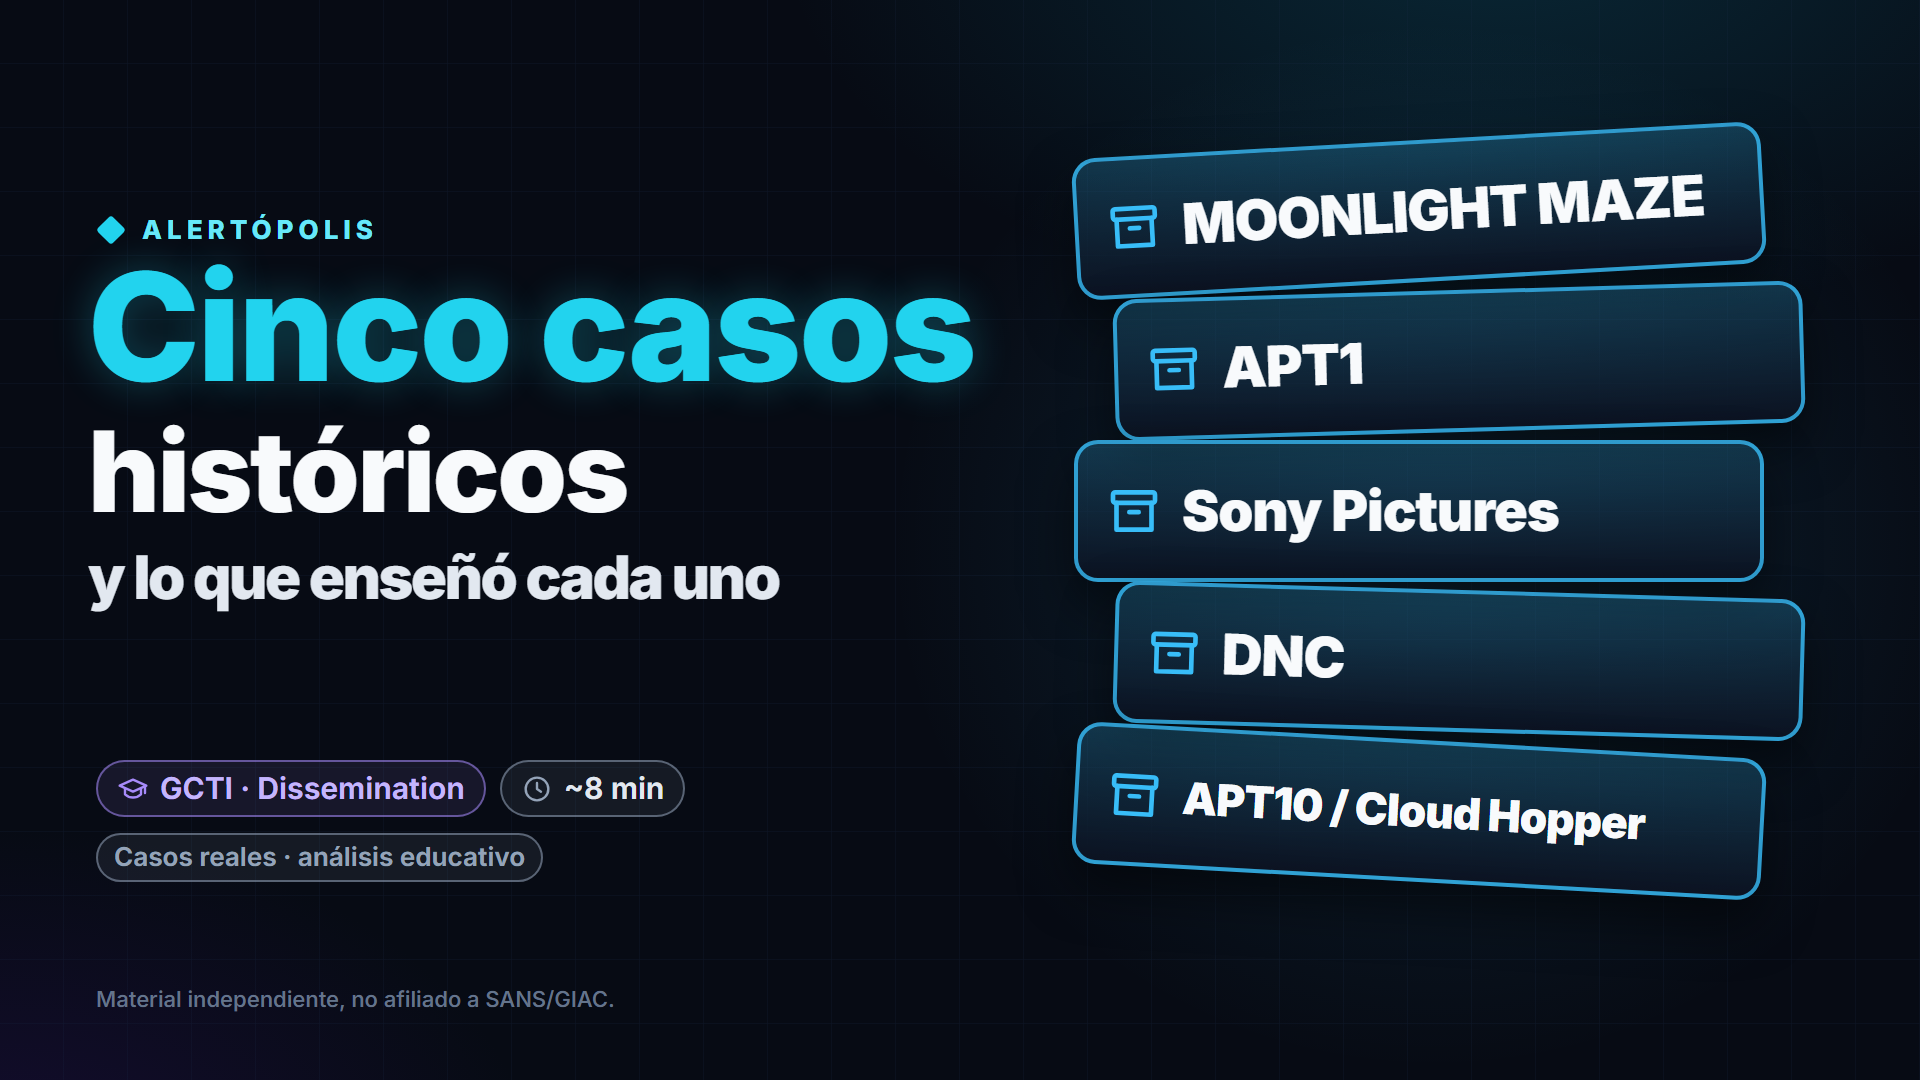 ALERTÓPOLIS
Cinco casos
históricos
y lo que enseñó cada uno
GCTI · Dissemination
~8 min
Casos reales · análisis educativo
Material independiente, no afiliado a SANS/GIAC.
MOONLIGHT MAZE
APT1
Sony Pictures
DNC
APT10 / Cloud Hopper